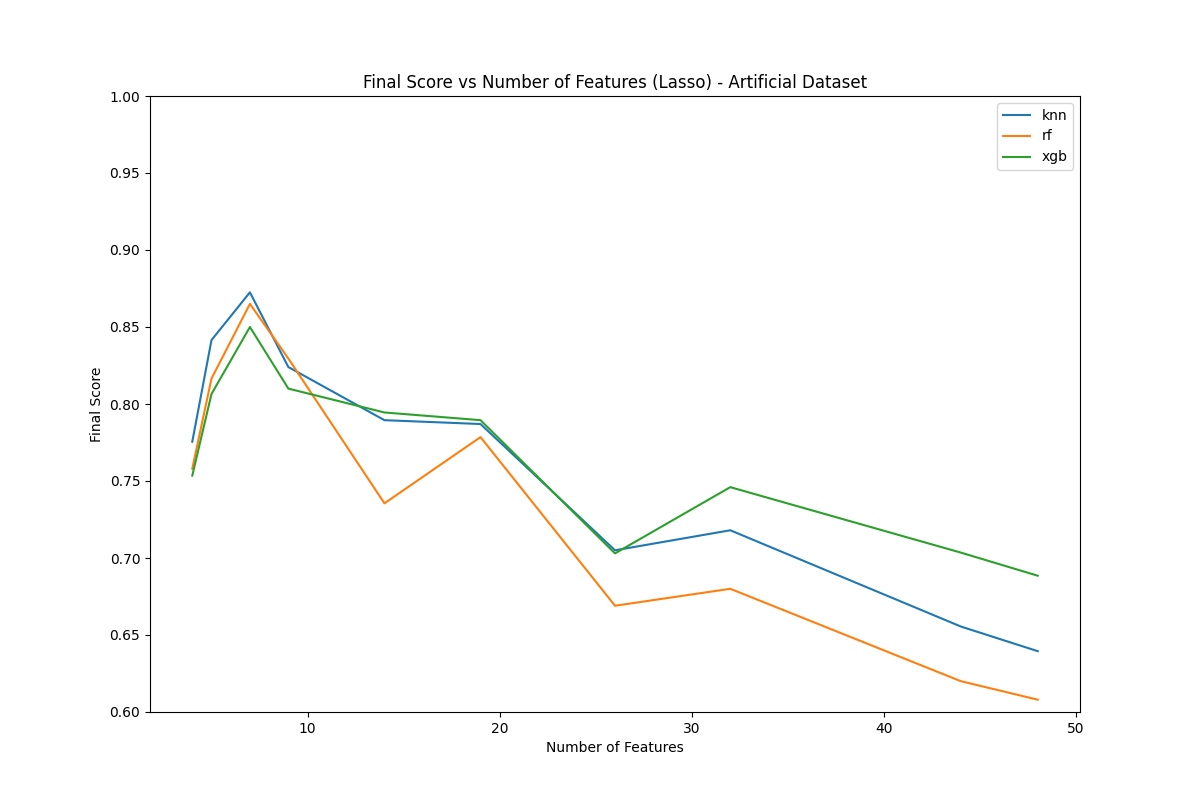 Final Score vs Number of Features (Lasso) - Artificial Dataset
knn
rf
xgb
Final Score
1.00
0.95
0.90
0.85
0.80
0.75
0.70
0.65
0.60
10
20
30
40
50
Number of Features